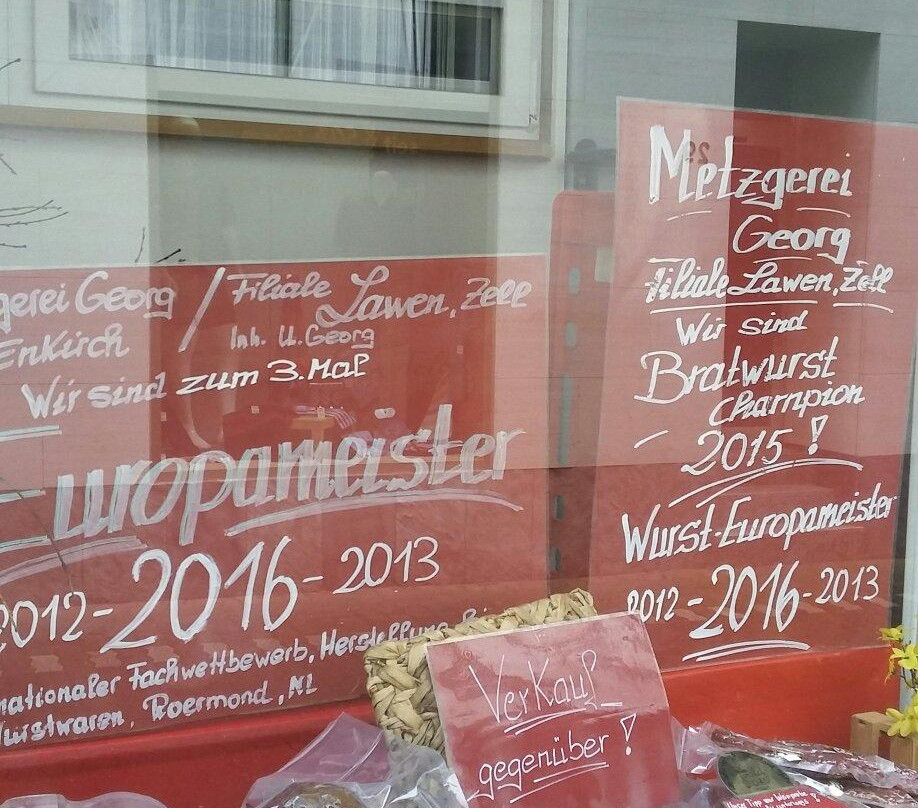 gerei Georg / Filiale Lawen, Zell
Enkirch Inh. U. Georg
Wir sind zum 3. Mal
Europameister
2012-2016-2013
nationaler Fachwettbewerb, Herstellung
Wurstwaren, Roermond, NL
Metzgerei
Georg
Filiale Lawen, Zell
Wir sind
Bratwurst
Champion
2015!
Wurst-Europameister
2012-2016-2013
Verkauf
gegenüber!